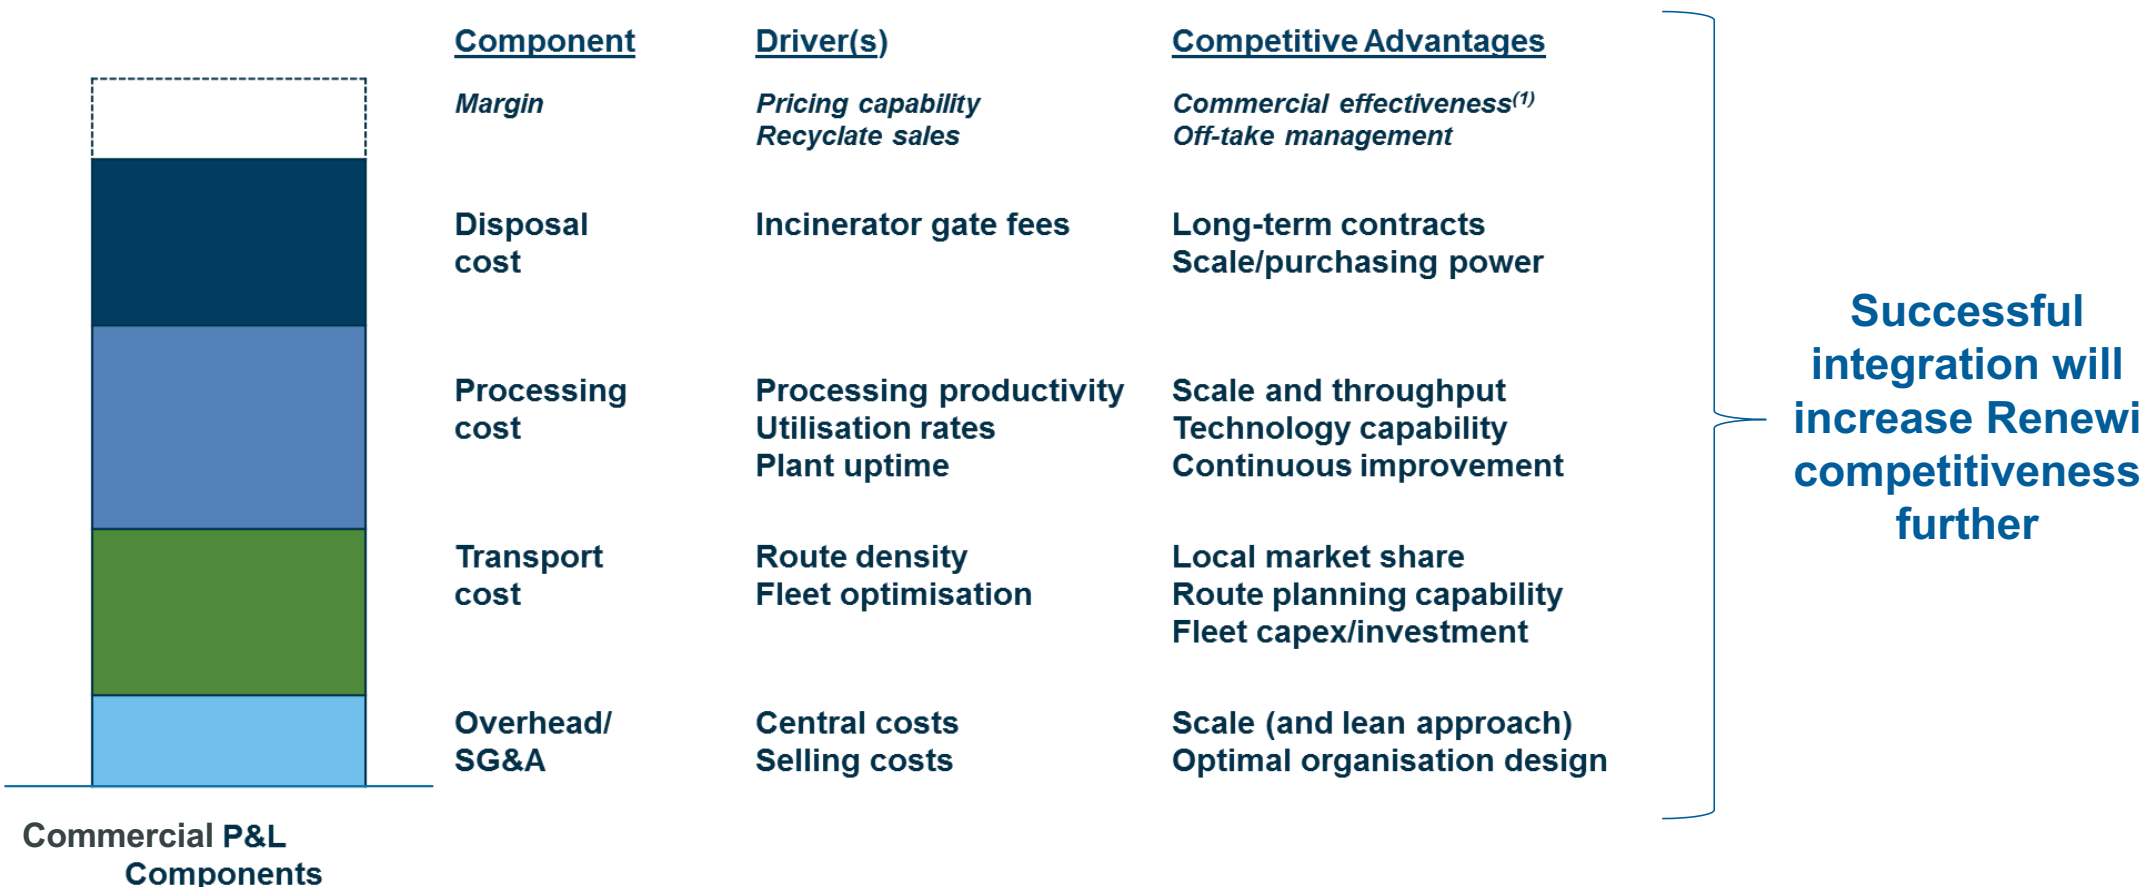 Component Driver(s) Competitive Advantages
Margin Pricing capability Commercial effectiveness(1)
Recyclate sales Off-take management
Disposal Incinerator gate fees Long-term contracts
cost Scale/purchasing power
Processing Processing productivity Scale and throughput
cost Utilisation rates Technology capability
Plant uptime Continuous improvement
Transport Route density Local market share
cost Fleet optimisation Route planning capability
Fleet capex/investment
Overhead/ Central costs Scale (and lean approach)
SG&A Selling costs Optimal organisation design
Successful
integration will
increase Renewi
competitiveness
further
Commercial P&L
Components